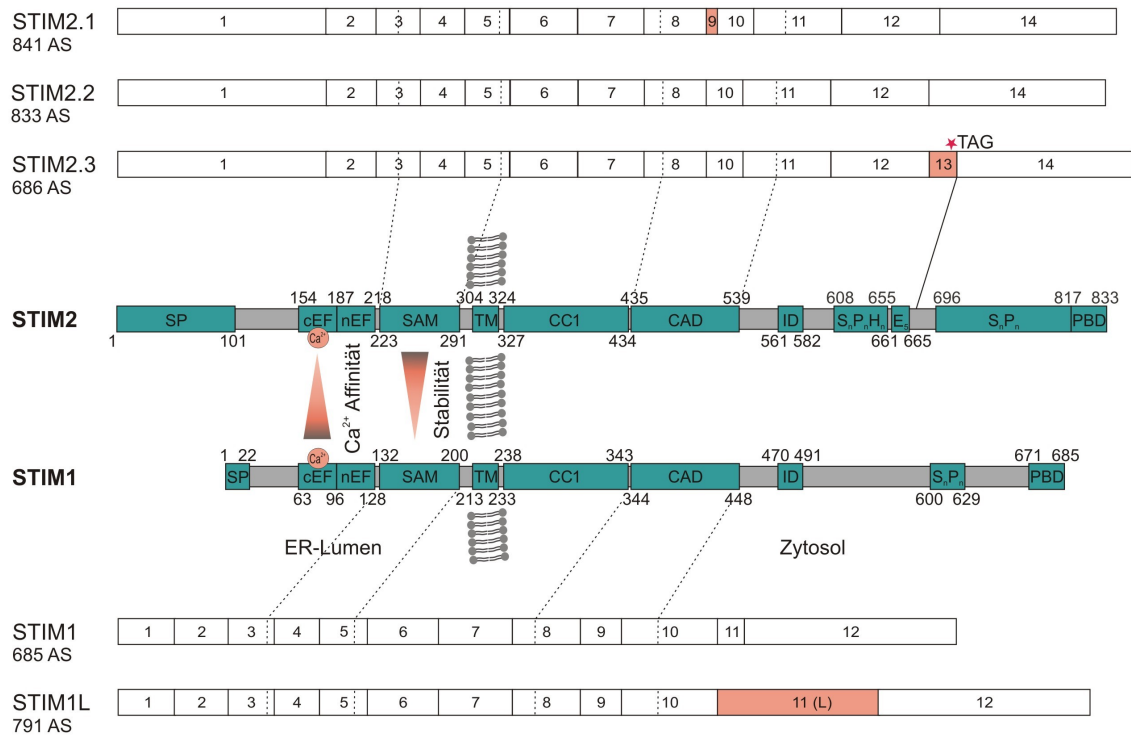 STIM2.1 1 2 3 4 5 6 7 8 9 10 11 12 14
841 AS
STIM2.2 1 2 3 4 5 6 7 8 10 11 12 14
833 AS
TAG
STIM2.3 1 2 3 4 5 6 7 8 10 11 12 13 14
686 AS
154 187 218 304 324 435 539 608 655 696 817 833
STIM2 SP cEF nEF SAM TM CC1 CAD ID SₙPₙHₙ E₅ SₙPₙ PBD
Ca²⁺
1 101 223 291 327 434 561 582 661 665
Ca²⁺ Affinität
Stabilität
Ca²⁺
1 22 132 200 238 343 470 491 671 685
STIM1 SP cEF nEF SAM TM CC1 CAD ID SₙPₙ PBD
63 96 128 213 233 344 448 600 629
ER-Lumen Zytosol
STIM1 1 2 3 4 5 6 7 8 9 10 11 12
685 AS
STIM1L 1 2 3 4 5 6 7 8 9 10 11 (L) 12
791 AS